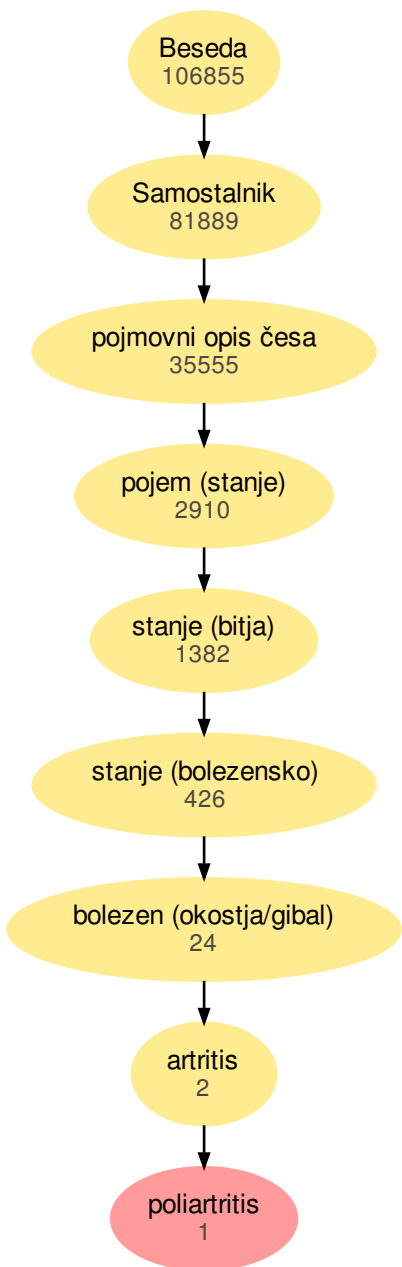 Beseda
106855
Samostalnik
81889
pojmovni opis česa
35555
pojem (stanje)
2910
stanje (bitja)
1382
stanje (bolezensko)
426
bolezen (okostja/gibal)
24
artritis
2
poliartritis
1